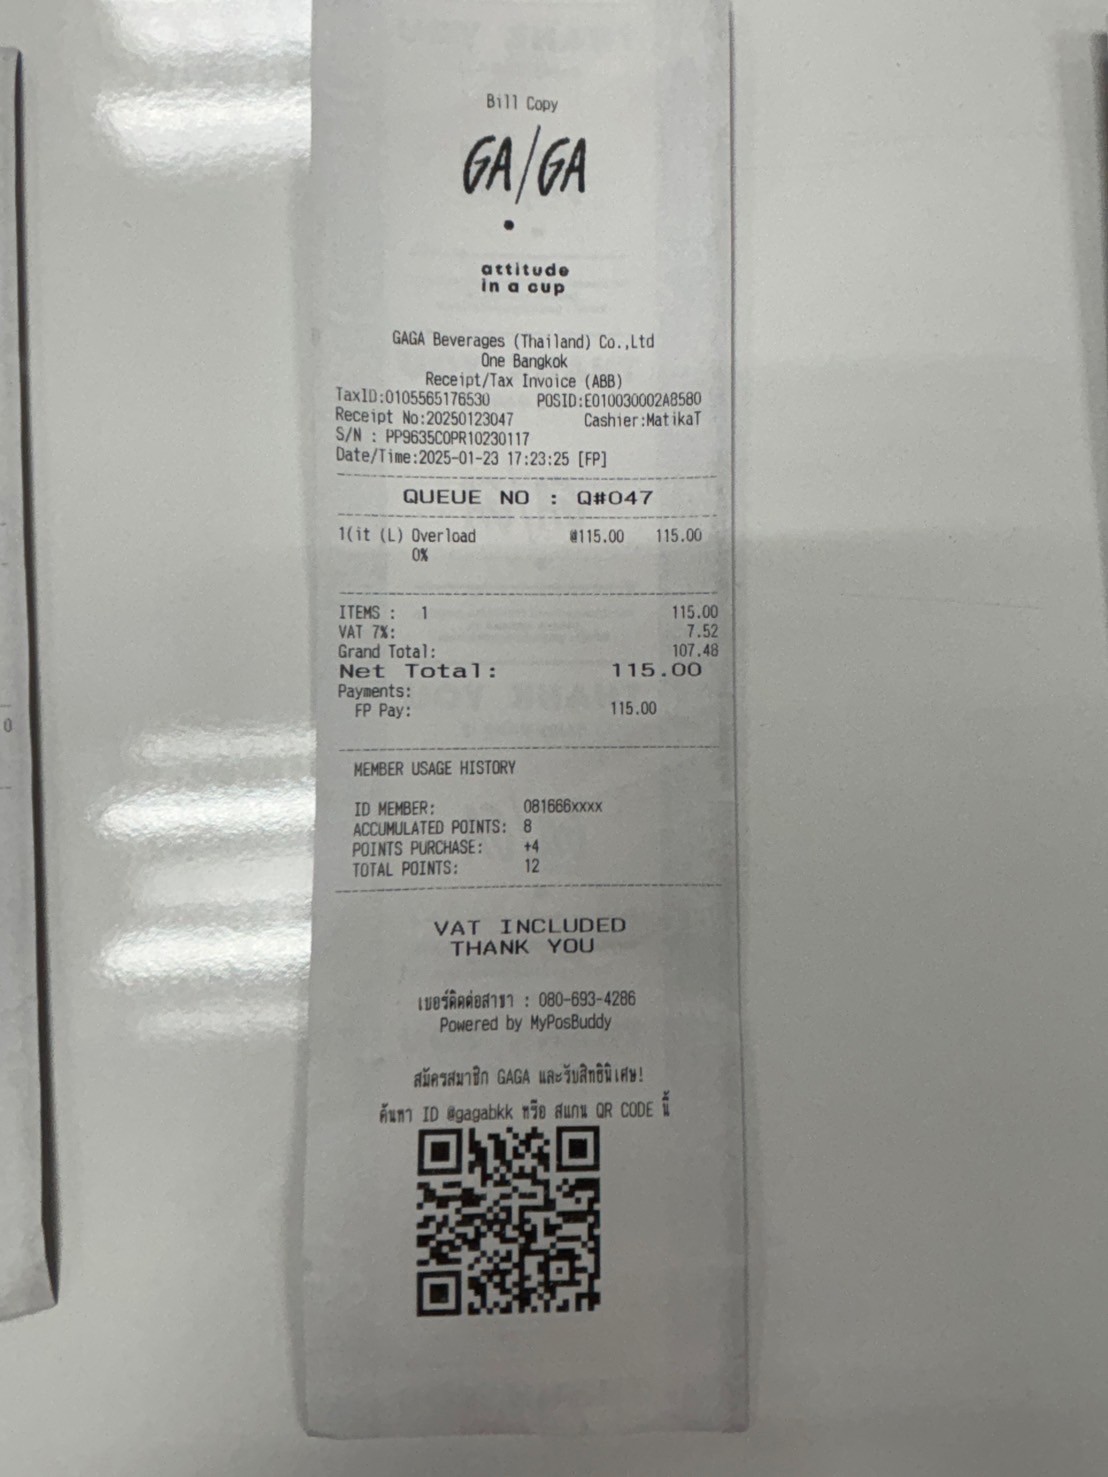 Bill Copy
GA/GA
attitude
in a cup
GAGA Beverages (Thailand) Co.,Ltd
One Bangkok
Receipt/Tax Invoice (ABB)
TaxID:0105565176530 POSID:E010030002A8580
Receipt No:20250123047 Cashier:MatikaT
S/N : PP9635COPR10230117
Date/Time:2025-01-23 17:23:25 [FP]
QUEUE NO : Q#047
1(it (L) Overload @115.00 115.00
0%
ITEMS : 1 115.00
VAT 7%: 7.52
Grand Total: 107.48
Net Total: 115.00
Payments:
FP Pay: 115.00
MEMBER USAGE HISTORY
ID MEMBER: 081666xxxx
ACCUMULATED POINTS: 8
POINTS PURCHASE: +4
TOTAL POINTS: 12
VAT INCLUDED
THANK YOU
เบอร์ติดต่อสาขา : 080-693-4286
Powered by MyPosBuddy
สมัครสมาชิก GAGA และรับสิทธิพิเศษ!
ค้นหา ID @gagabkk หรือ สแกน QR CODE นี้
0